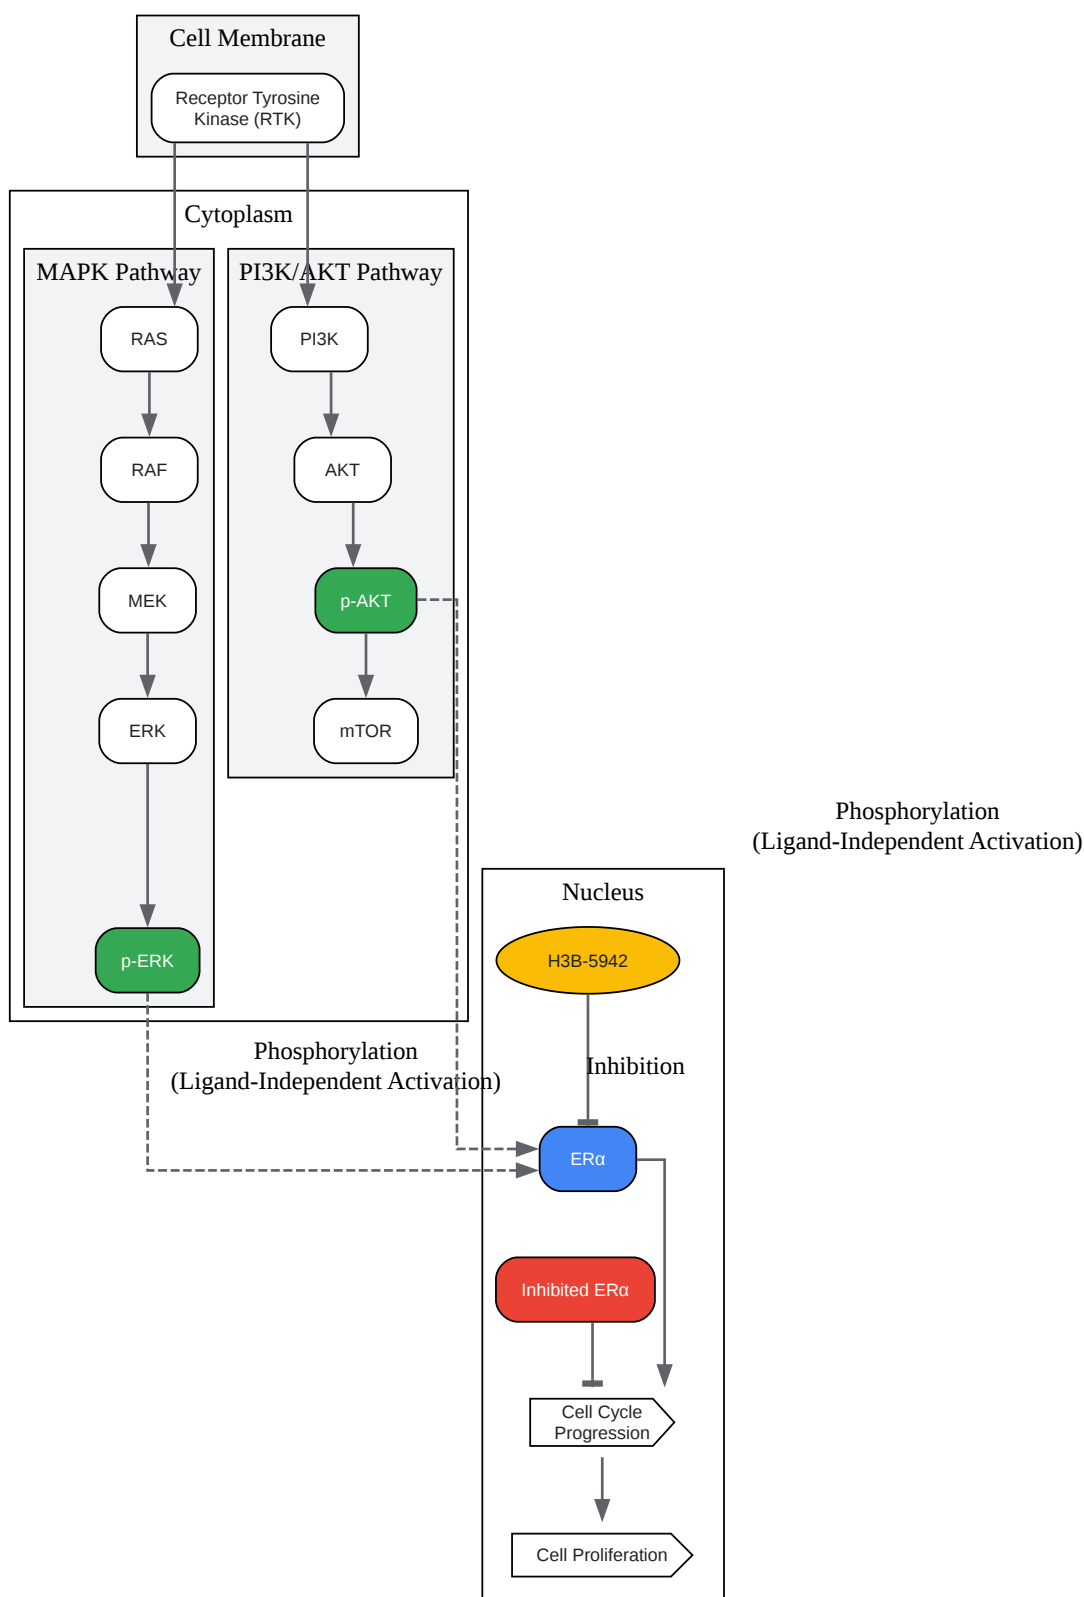 Cell Membrane
Receptor Tyrosine
Kinase (RTK)
Cytoplasm
MAPK Pathway
PI3K/AKT Pathway
RAS
PI3K
RAF
AKT
MEK
p-AKT
ERK
mTOR
Phosphorylation
(Ligand-Independent Activation)
Nucleus
p-ERK
H3B-5942
Phosphorylation
(Ligand-Independent Activation)
Inhibition
ERα
Inhibited ERα
Cell Cycle
Progression
Cell Proliferation